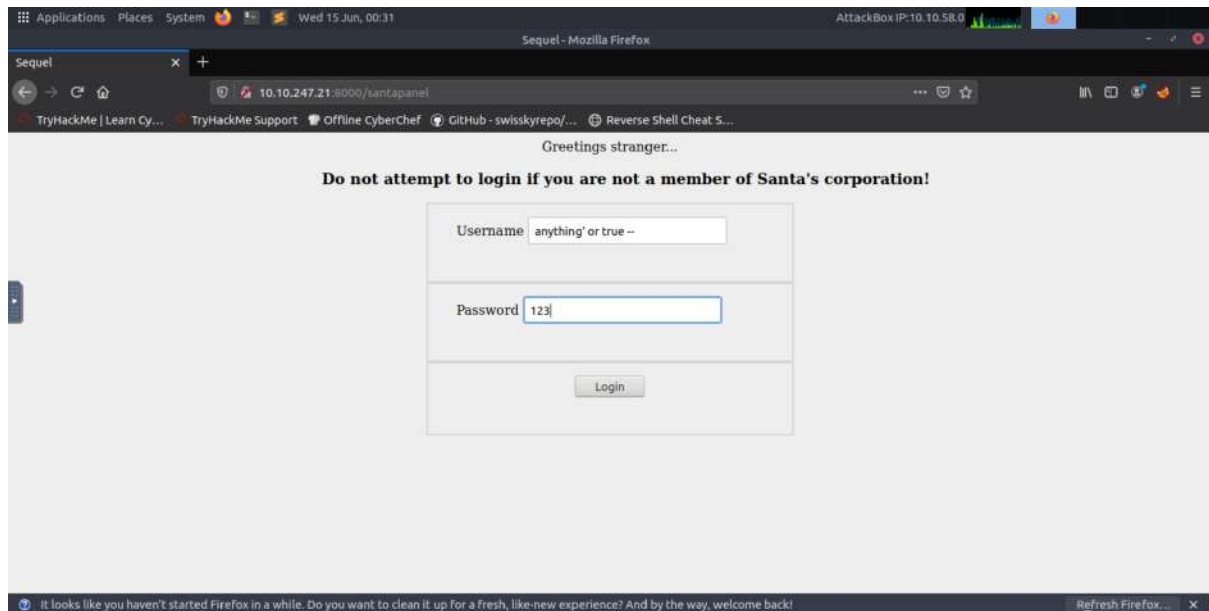 Applications Places System Wed 15 Jun, 00:31 AttackBox IP:10.10.58.0
Sequel - Mozilla Firefox
Sequel
10.10.247.21:8000/santapanel
TryHackMe | Learn Cy... TryHackMe Support Offline CyberChef GitHub - swisskyrepo/... Reverse Shell Cheat S...
Greetings stranger...
Do not attempt to login if you are not a member of Santa's corporation!
Username anything' or true --
Password 123
Login
It looks like you haven't started Firefox in a while. Do you want to clean it up for a fresh, like-new experience? And by the way, welcome back! Refresh Firefox...